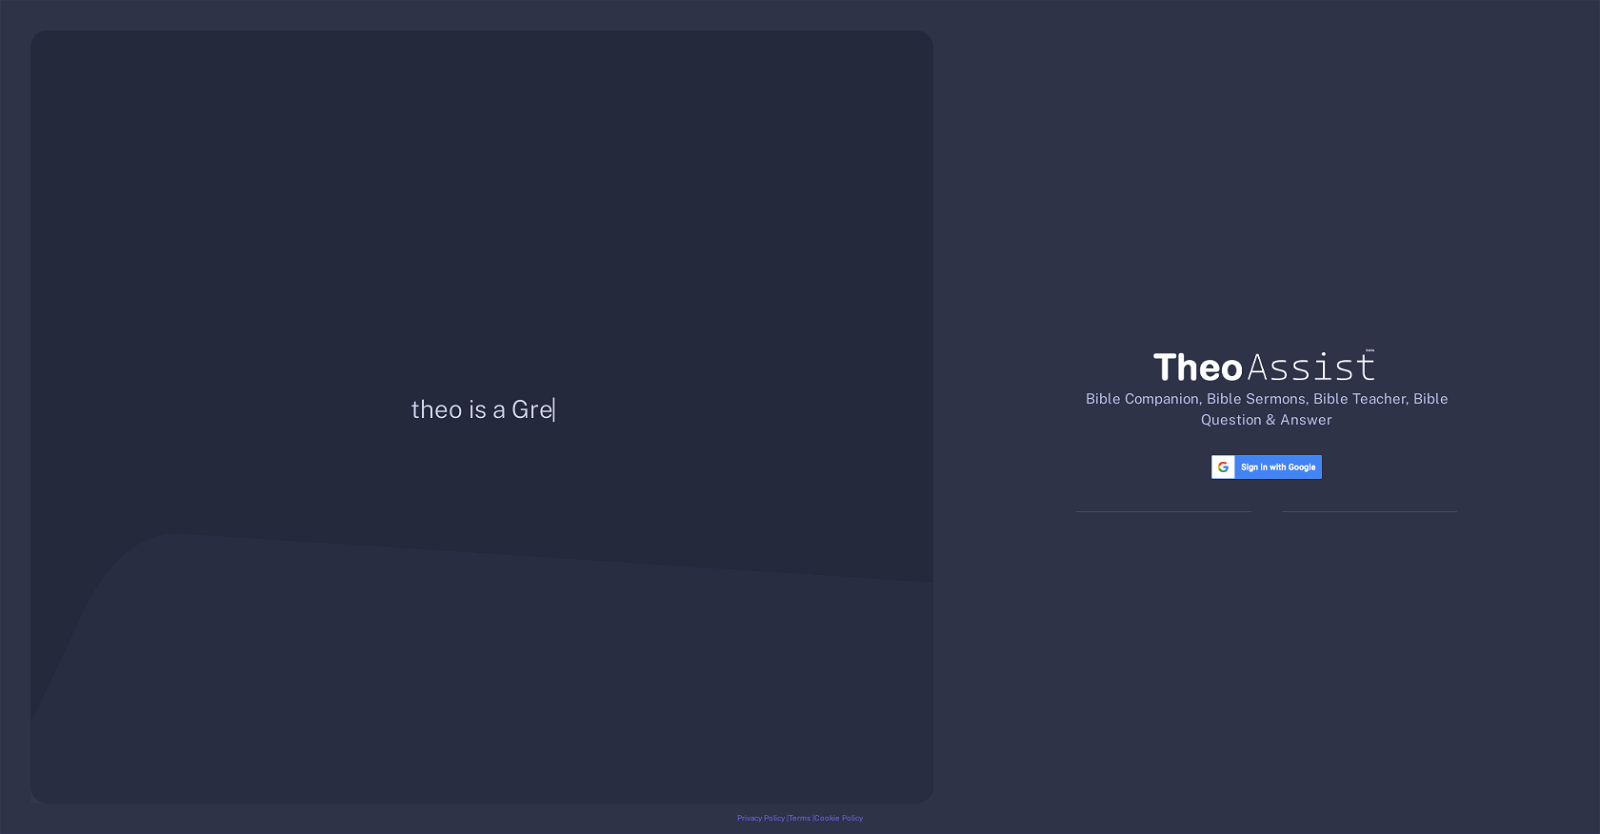 theo is a Gre
TheoAssist
Bible Companion, Bible Sermons, Bible Teacher, Bible
Question & Answer
Sign in with Google
Privacy Policy |Terms |Cookie Policy